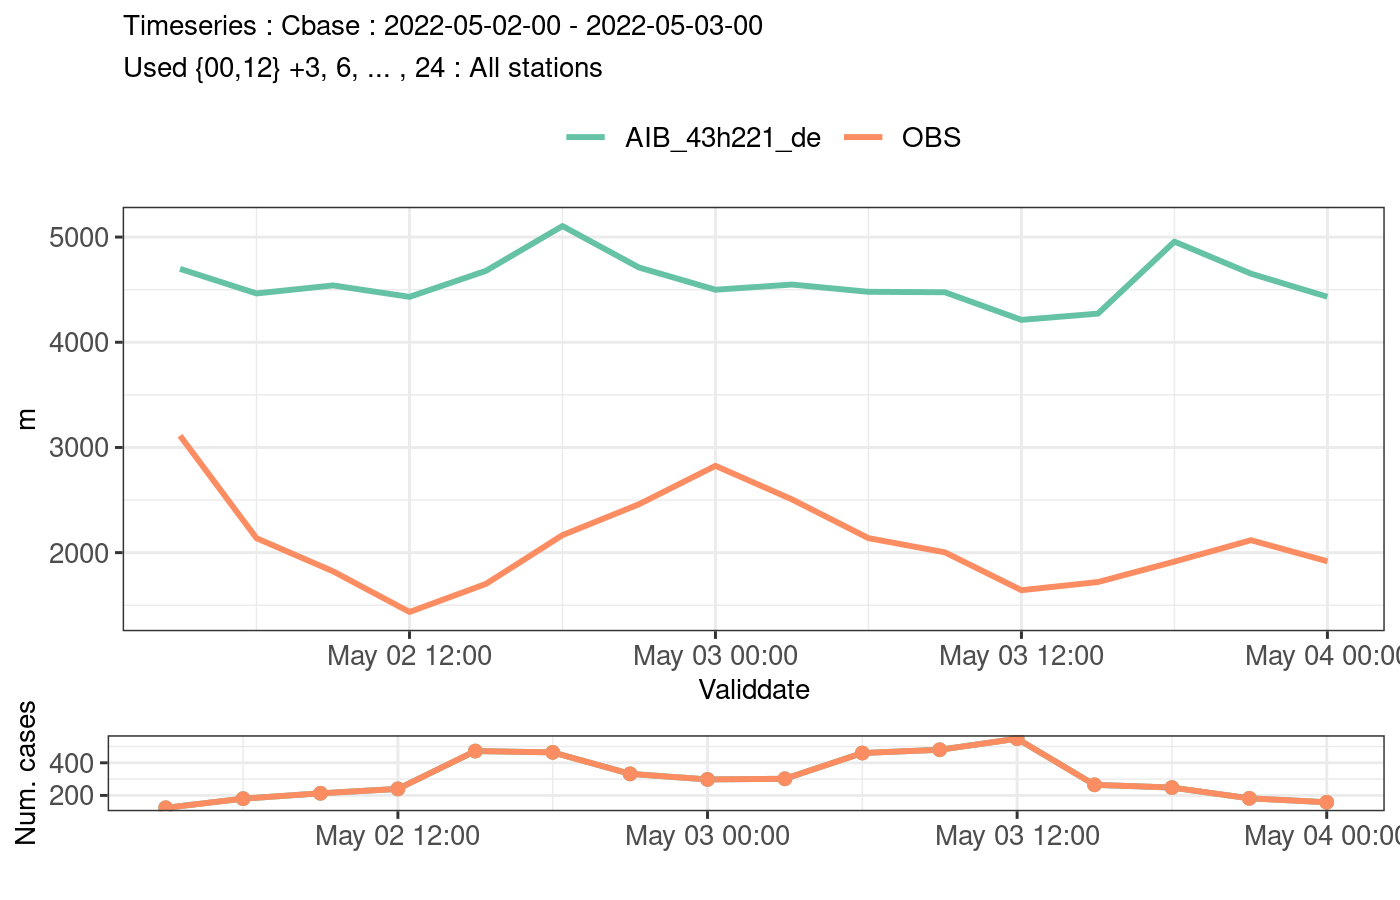 Timeseries : Cbase : 2022-05-02-00 - 2022-05-03-00
Used {00,12} +3, 6, ... , 24 : All stations
AIB_43h221_de OBS
5000
4000
3000
2000
m
May 02 12:00 May 03 00:00 May 03 12:00 May 04 00:00
Validdate
Num. cases
400
200
May 02 12:00 May 03 00:00 May 03 12:00 May 04 00:00